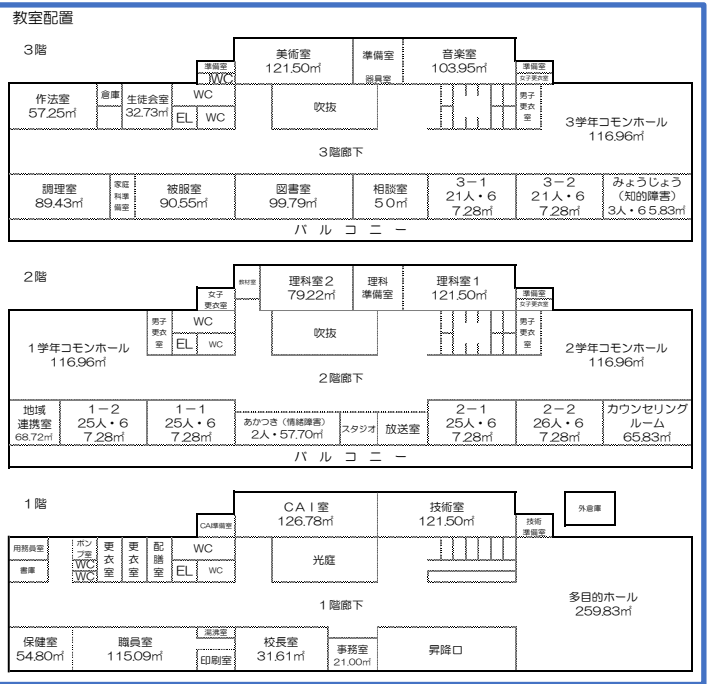 教室配置
3階
美術室
121.50㎡
準備室
器具室
音楽室
103.95㎡
準備室
WC
準備室
女子更衣室
作法室
57.25㎡
倉庫
生徒会室
32.73㎡
WC
EL
WC
吹抜
男子
更衣
室
3学年コモンホール
116.96㎡
3階廊下
調理室
89.43㎡
家庭
科準
備室
被服室
90.55㎡
図書室
99.79㎡
相談室
50㎡
3-1
21人・6
7.28㎡
3-2
21人・6
7.28㎡
みょうじょう
(知的障害)
3人・65.83㎡
バルコニー
2階
女子
更衣室
教材室
理科室2
79.22㎡
理科
準備室
理科室1
121.50㎡
準備室
女子更衣室
1学年コモンホール
116.96㎡
男子
更衣
室
WC
EL
WC
吹抜
男子
更衣
室
2学年コモンホール
116.96㎡
2階廊下
地域
連携室
68.72㎡
1-2
25人・6
7.28㎡
1-1
25人・6
7.28㎡
あかつき(情緒障害)
2人・57.70㎡
スタジオ
放送室
2-1
25人・6
7.28㎡
2-2
26人・6
7.28㎡
カウンセリング
ルーム
65.83㎡
バルコニー
1階
CAI準備室
CAI室
126.78㎡
技術室
121.50㎡
技術
準備室
外倉庫
用務員室
書庫
ポン
プ室
WC
WC
更
衣
室
更
衣
室
配
膳
室
WC
EL
WC
光庭
多目的ホール
259.83㎡
1階廊下
保健室
54.80㎡
職員室
115.09㎡
湯沸室
印刷室
校長室
31.61㎡
事務室
21.00㎡
昇降口